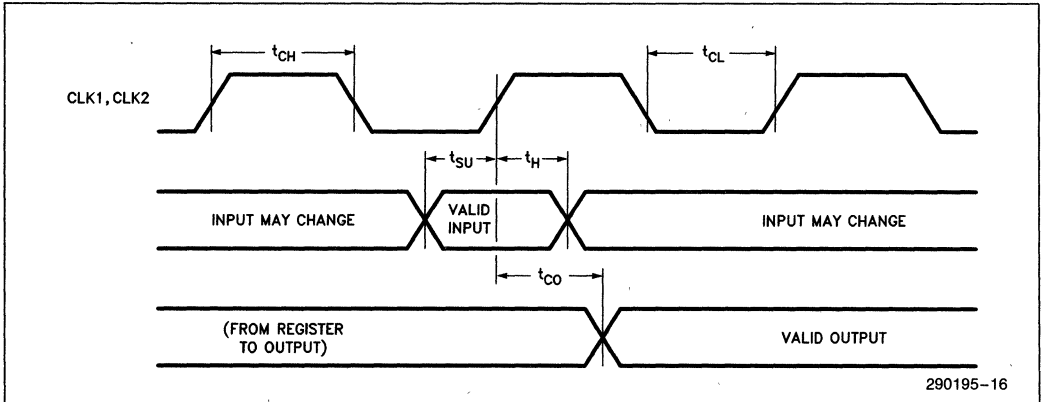 tCH
tCL
CLK1, CLK2
tSU
tH
INPUT MAY CHANGE
VALID
INPUT
INPUT MAY CHANGE
tCO
(FROM REGISTER
TO OUTPUT)
VALID OUTPUT
290195-16